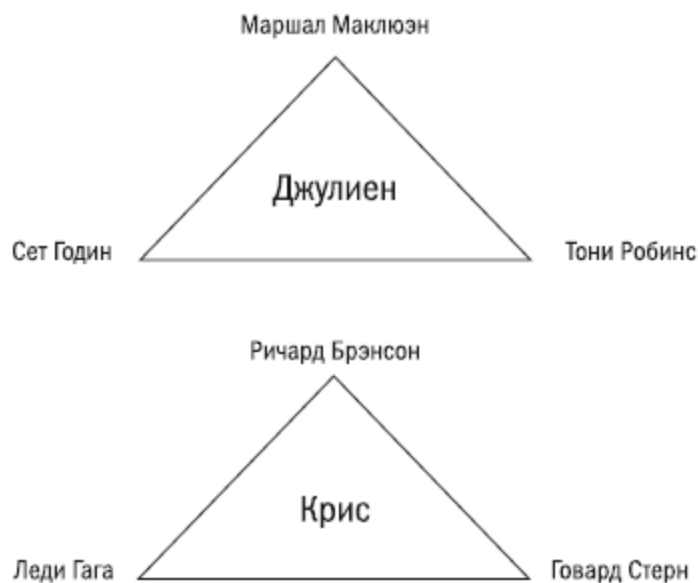 Маршал Маклюэн
Джулиен
Сет Годин
Тони Робинс
Ричард Брэнсон
Крис
Леди Гага
Говард Стерн